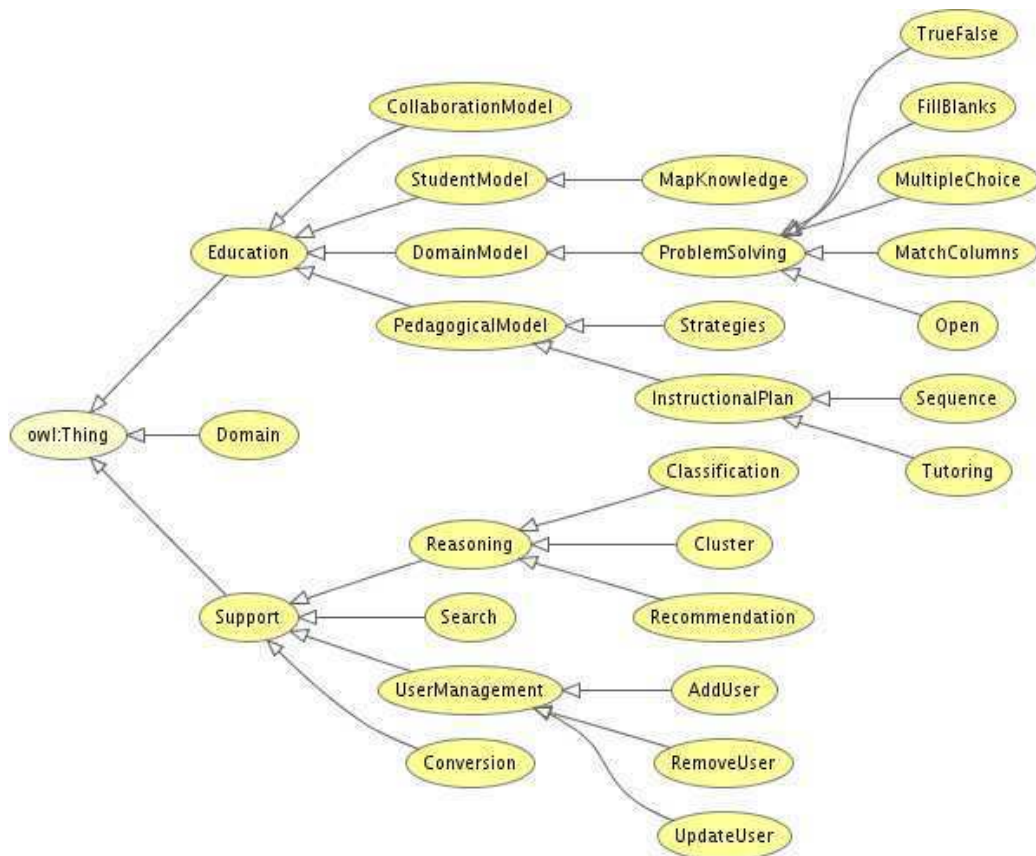 TrueFalse
CollaborationModel
FillBlanks
StudentModel
MapKnowledge
MultipleChoice
Education
DomainModel
ProblemSolving
MatchColumns
PedagogicalModel
Strategies
Open
InstructionalPlan
Sequence
owl:Thing
Domain
Classification
Tutoring
Reasoning
Cluster
Support
Search
Recommendation
UserManagement
AddUser
Conversion
RemoveUser
UpdateUser